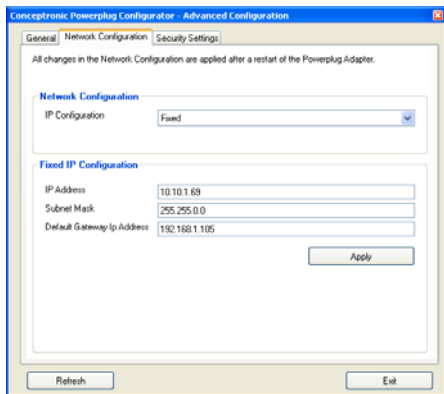 Conceptronic Powerplug Configurator - Advanced Configuration
General Network Configuration Security Settings
All changes in the Network Configuration are applied after a restart of the Powerplug Adapter.
Network Configuration
IP Configuration Fixed
Fixed IP Configuration
IP Address 10.10.1.69
Subnet Mask 255.255.0.0
Default Gateway Ip Address 192.168.1.105
Apply
Refresh Exit